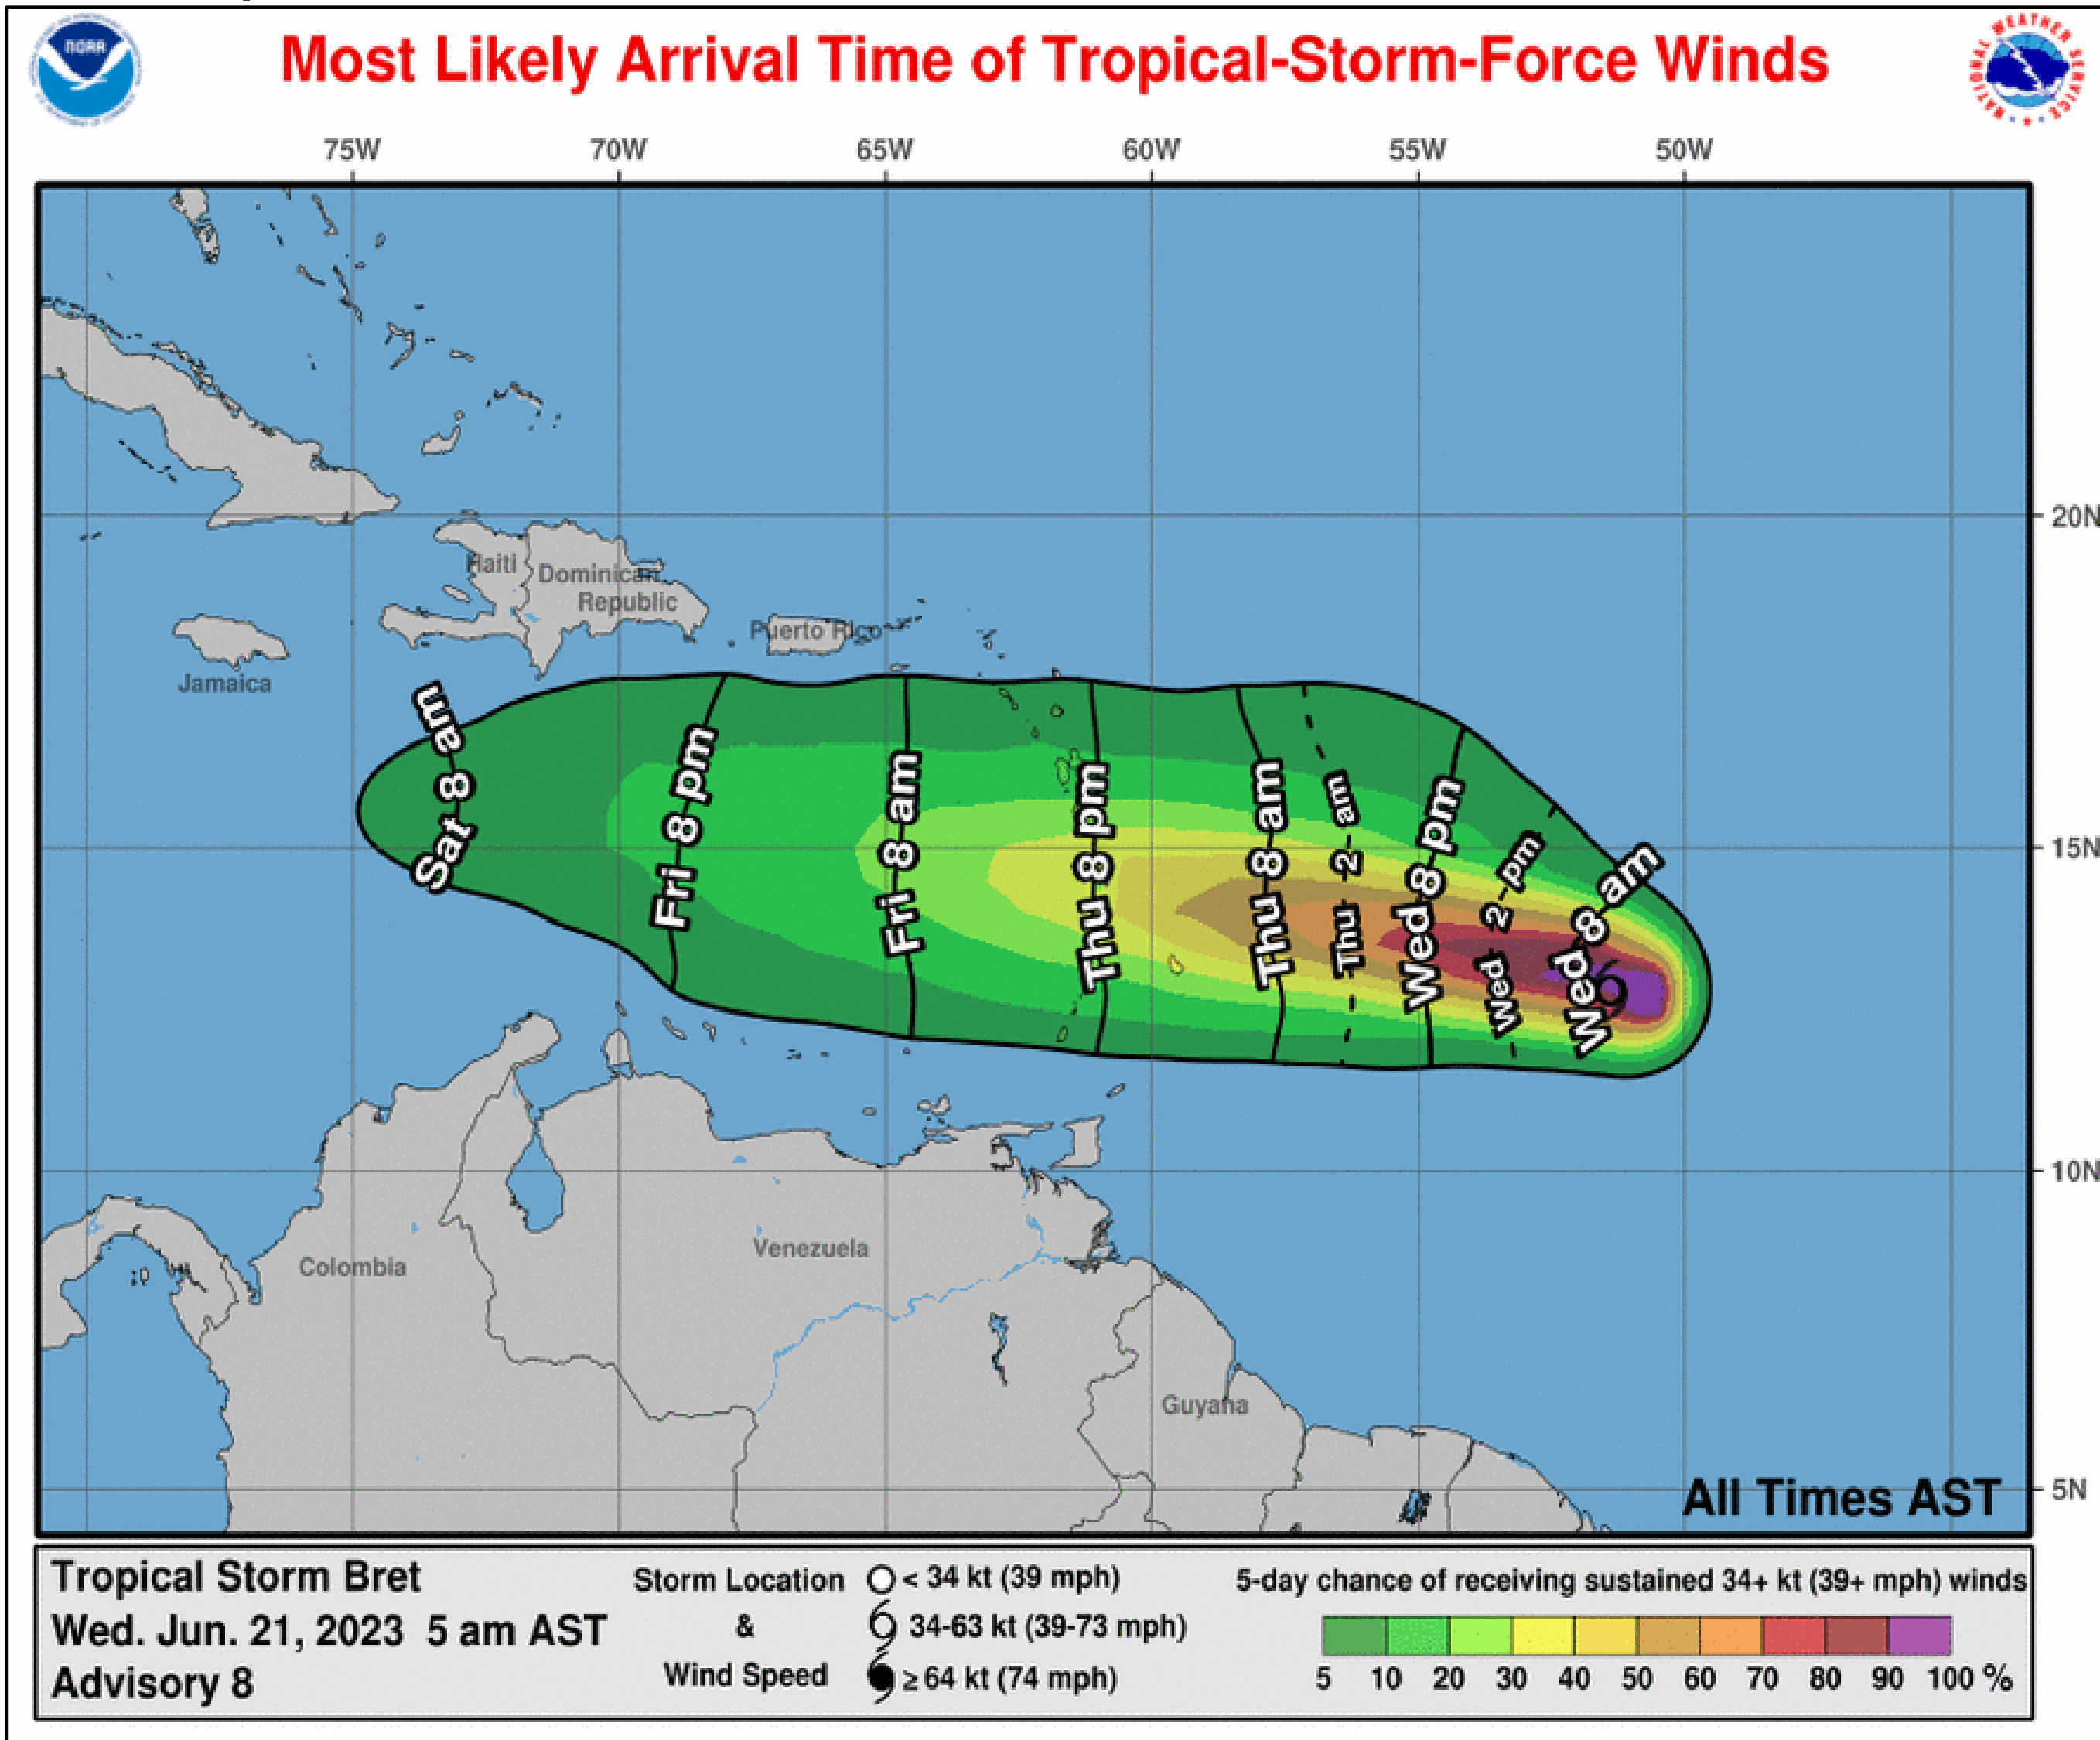 NOAA
Most Likely Arrival Time of Tropical-Storm-Force Winds
NATIONAL WEATHER SERVICE
75W 70W 65W 60W 55W 50W
20N
15N
10N
5N
Haiti
Dominican
Republic
Puerto Rico
Jamaica
Sat 8 am
Fri 8 pm
Fri 8 am
Thu 8 pm
Thu 8 am
Thu 2 am
Wed 8 pm
Wed 2 pm
Wed 8 am
Colombia
Venezuela
Guyana
All Times AST
Tropical Storm Bret
Wed. Jun. 21, 2023 5 am AST
Advisory 8
Storm Location
&
Wind Speed
< 34 kt (39 mph)
34-63 kt (39-73 mph)
≥ 64 kt (74 mph)
5-day chance of receiving sustained 34+ kt (39+ mph) winds
5 10 20 30 40 50 60 70 80 90 100 %